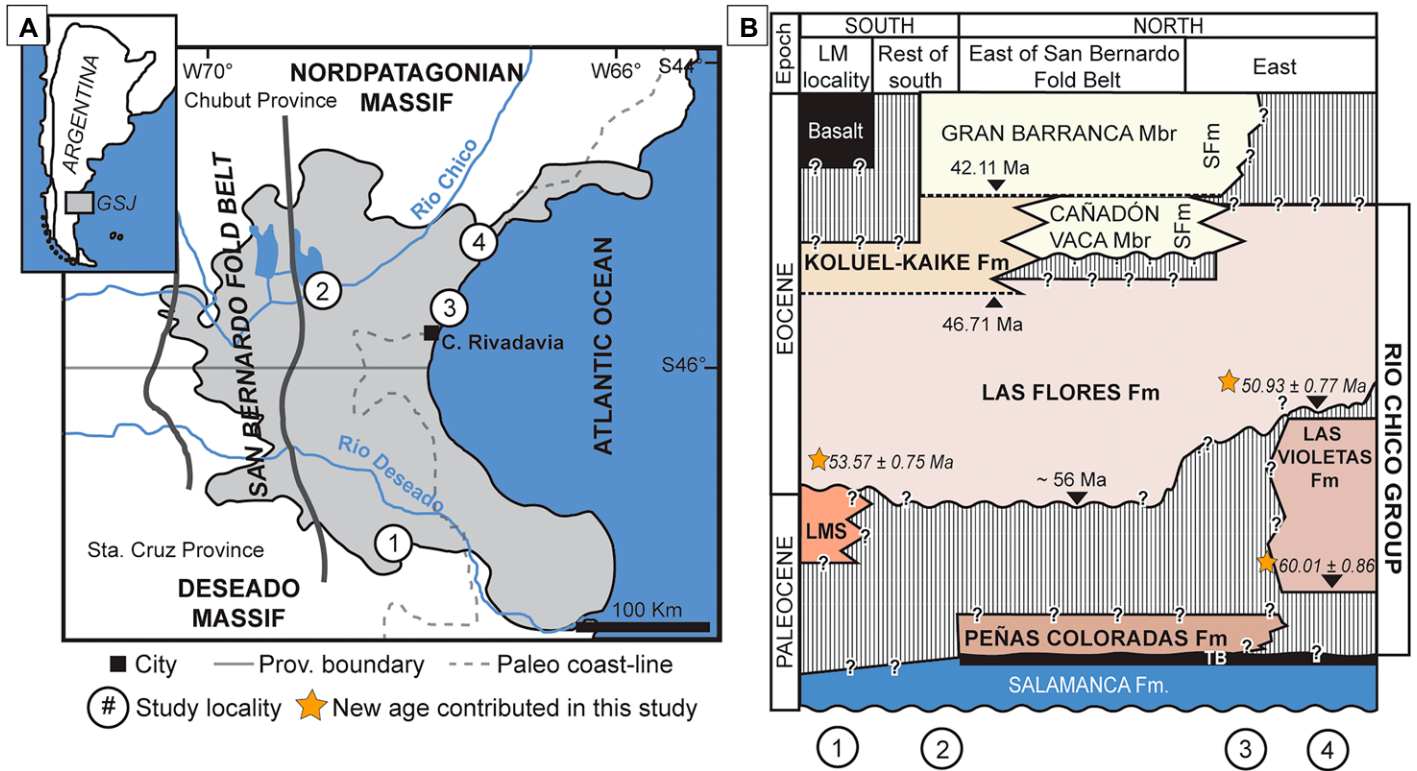 A
ARGENTINA
GSJ
W70°
NORDPATAGONIAN
MASSIF
W66°
S44°
Chubut Province
Rio Chico
SAN BERNARDO FOLD BELT
4
2
3
C. Rivadavia
S46°
ATLANTIC OCEAN
Rio Deseado
1
Sta. Cruz Province
DESEADO
MASSIF
100 Km
City
Prov. boundary
Paleo coast-line
# Study locality
New age contributed in this study
B
Epoch
SOUTH
NORTH
LM
locality
Rest of
south
East of San Bernardo
Fold Belt
East
EOCENE
PALEOCENE
Basalt
? ?
GRAN BARRANCA Mbr
SFm
?
?
42.11 Ma
? ? ? ?
CAÑADÓN
VACA Mbr
SFm
? ? ?
KOLUEL-KAIKE Fm
? ? ? ?
46.71 Ma
LAS FLORES Fm
50.93 ± 0.77 Ma
? ?
53.57 ± 0.75 Ma
~ 56 Ma
LAS
VIOLETAS
Fm
RIO CHICO GROUP
? ? ? ?
LMS
?
?
?
?
?
60.01 ± 0.86
? ? ? ? ?
PEÑAS COLORADAS Fm
?
TB
? ? ?
SALAMANCA Fm.
1 2 3 4